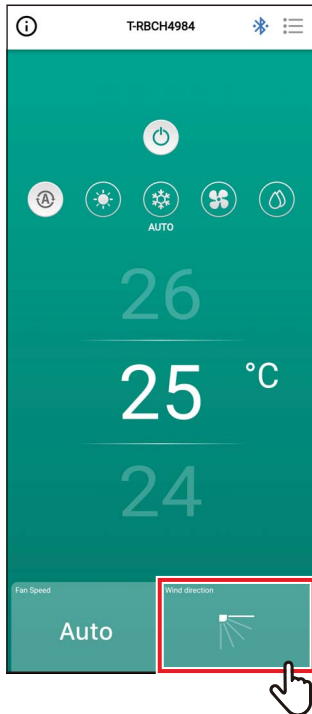 T-RBCH4984
A
AUTO
26
25 °C
24
Fan Speed
Wind direction
Auto